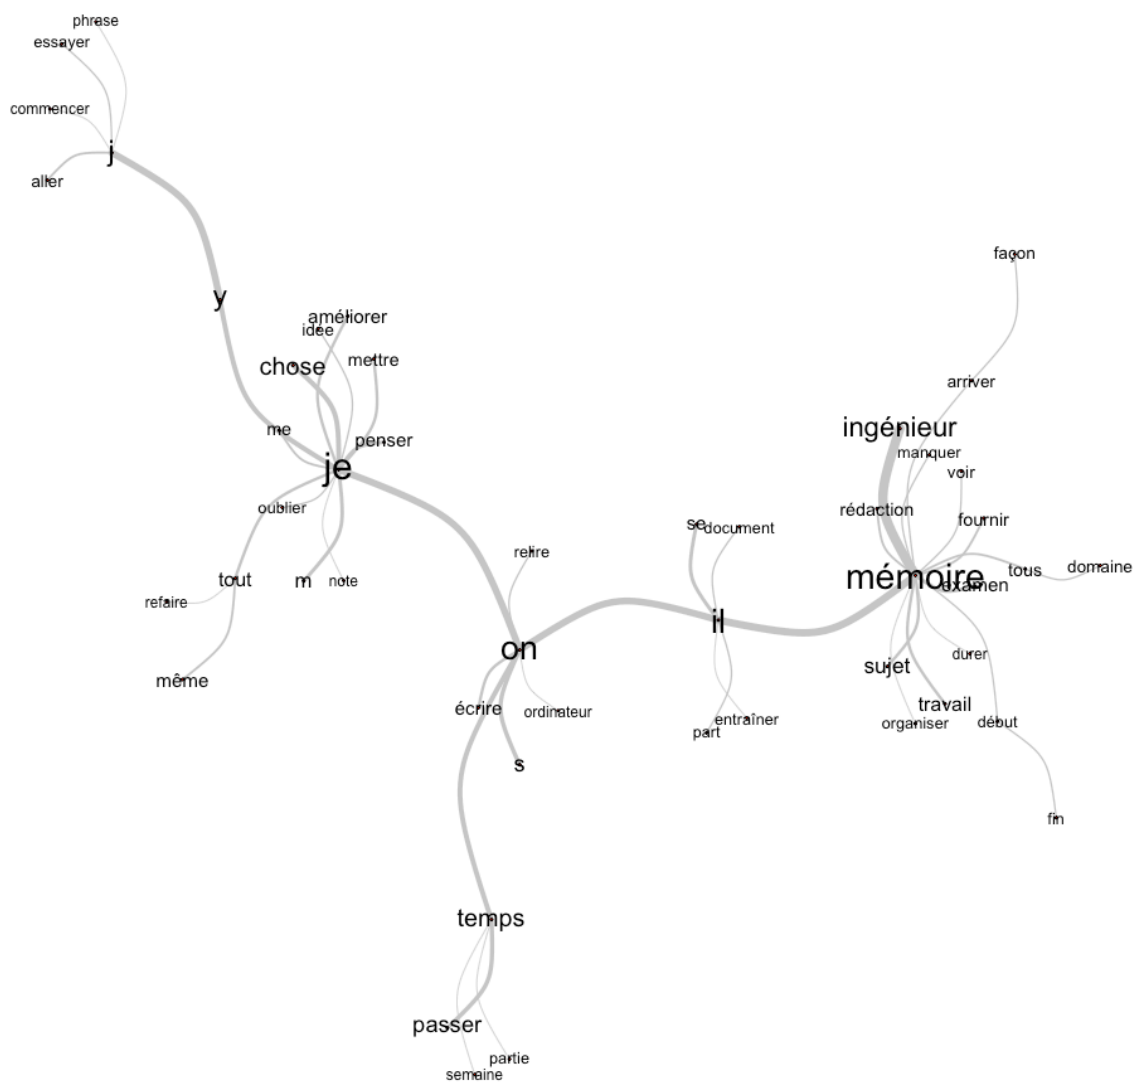 phrase
essayer
commencer
j
aller
façon
y
améliorer
idée
mettre
chose
arriver
ingénieur
me
penser
manquer
je
voir
oublier
rédaction
fournir
se
document
relire
tous
domaine
tout
m
note
mémoire
examen
refaire
il
on
durer
sujet
même
travail
écrire
ordinateur
entraîner
organiser
début
part
s
fin
temps
passer
partie
semaine